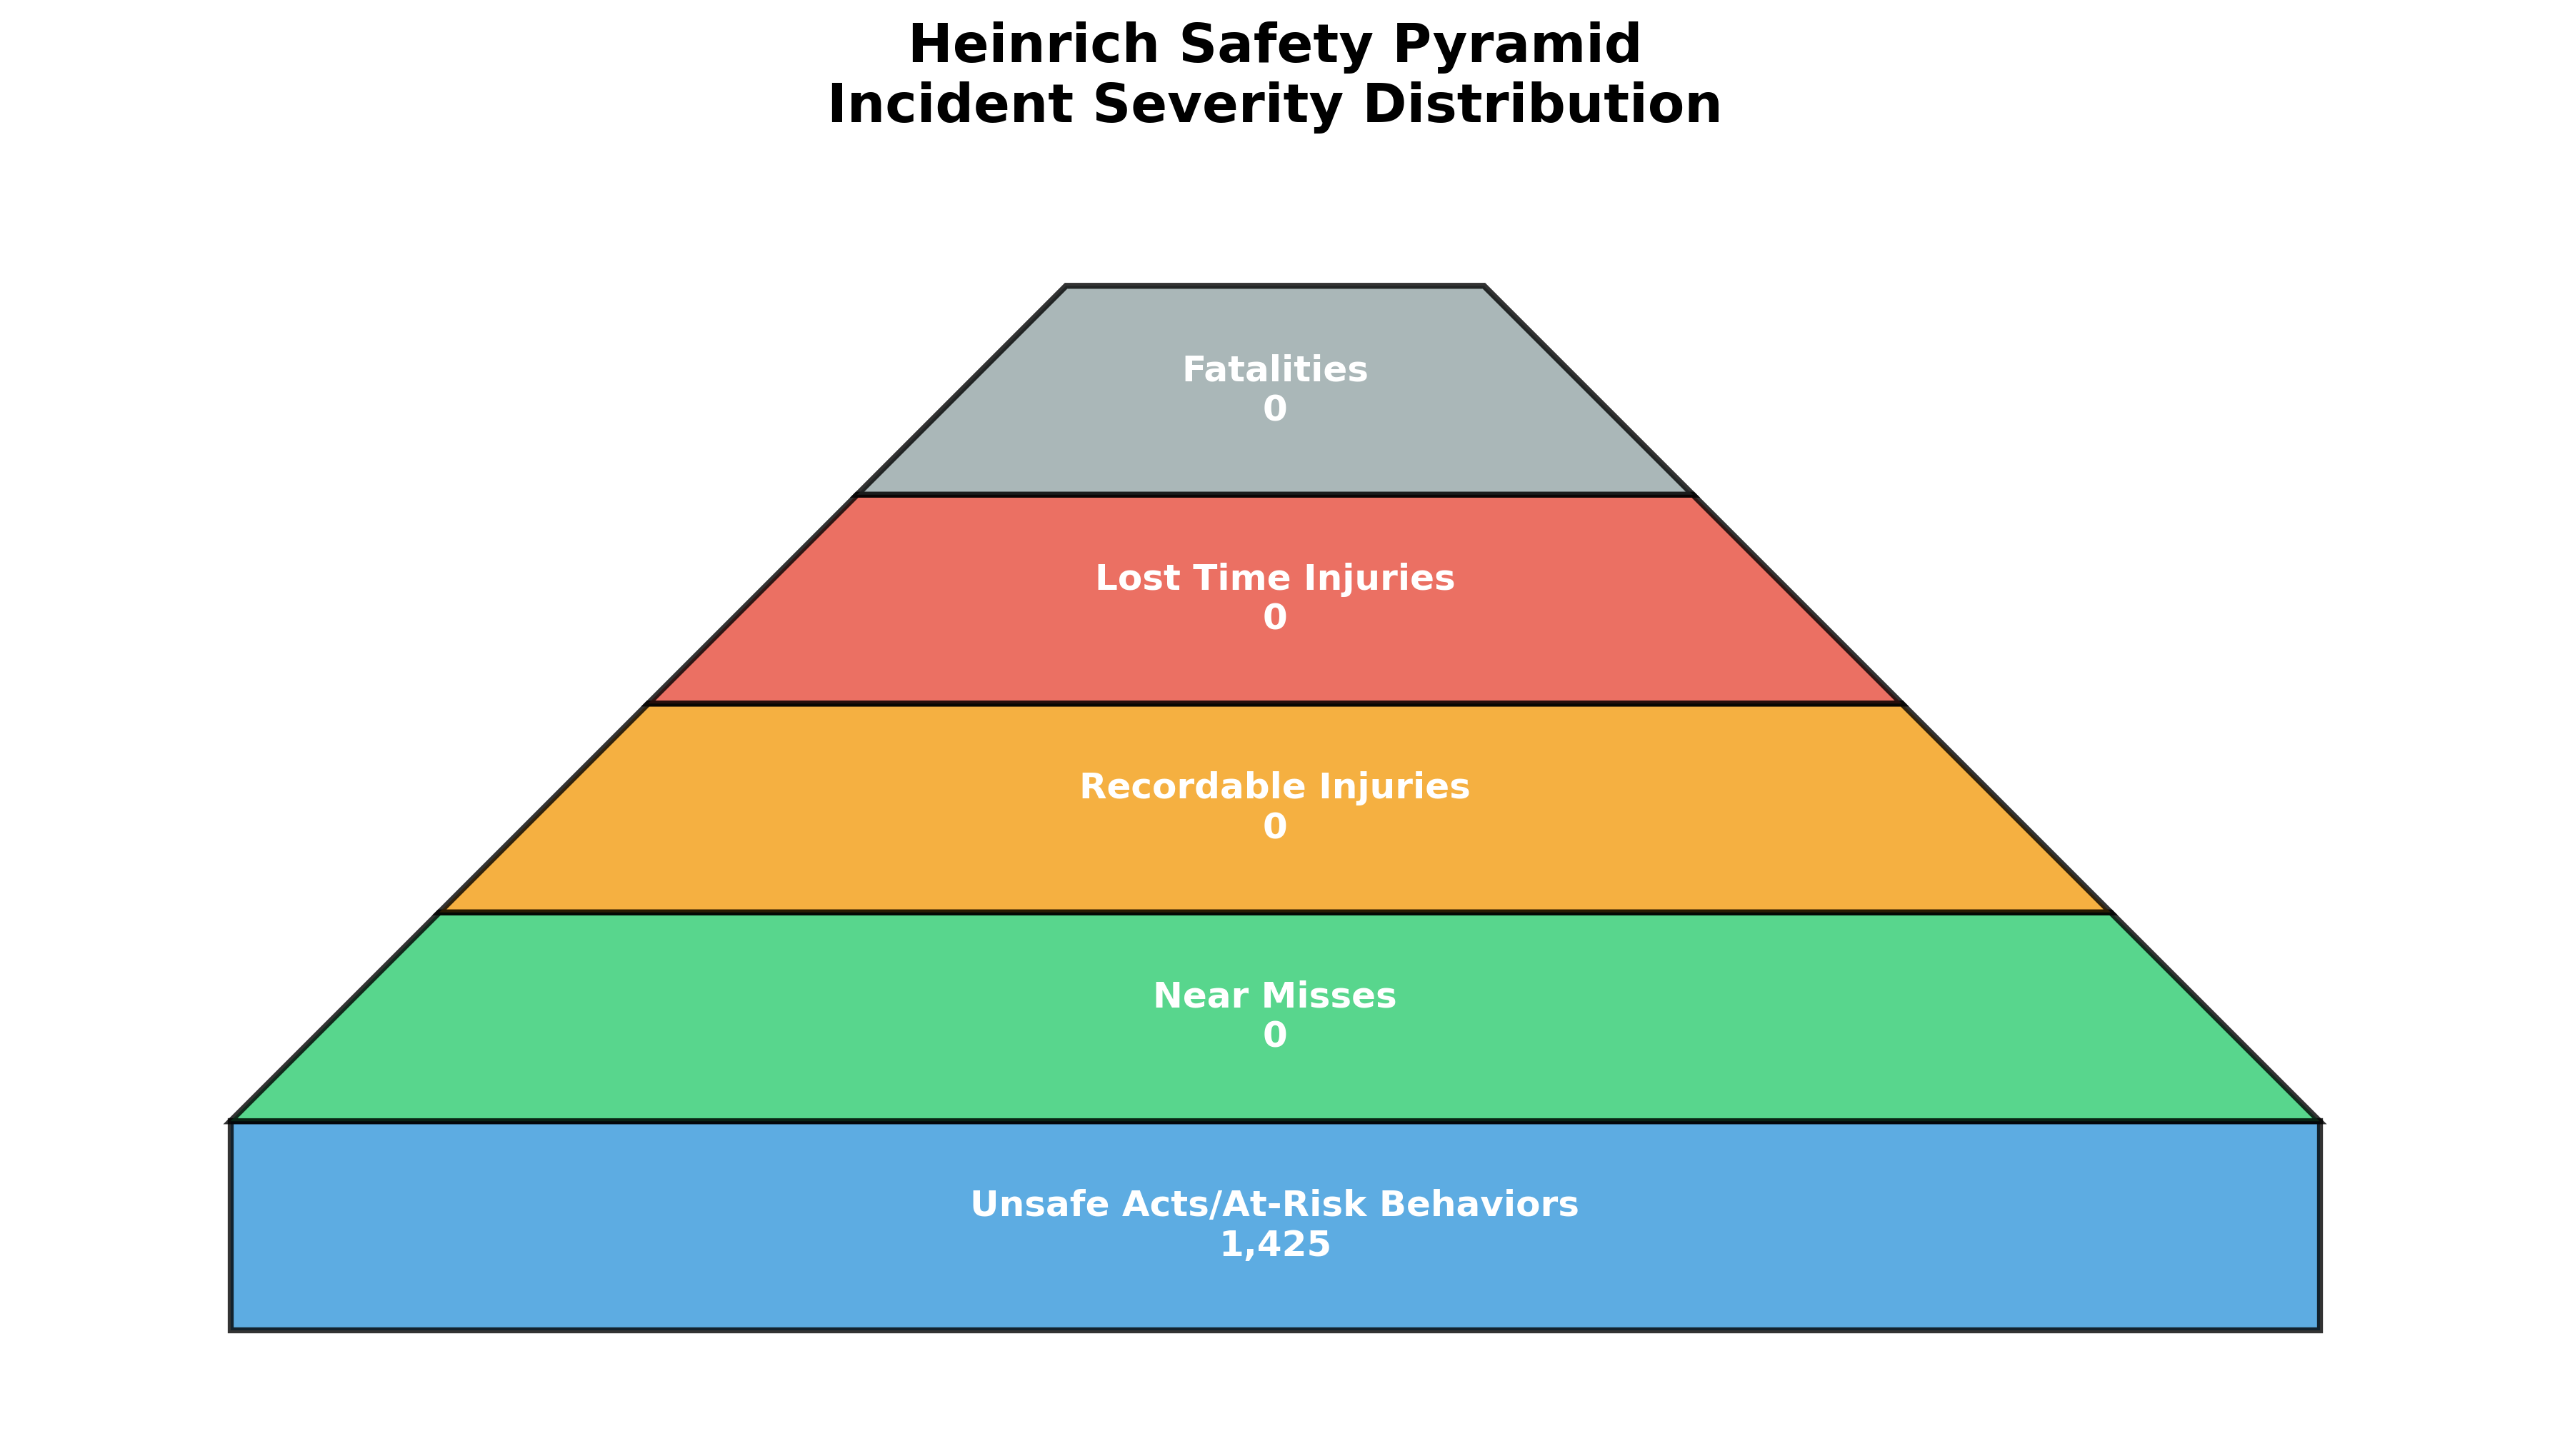 Heinrich Safety Pyramid
Incident Severity Distribution
Fatalities
0
Lost Time Injuries
0
Recordable Injuries
0
Near Misses
0
Unsafe Acts/At-Risk Behaviors
1,425